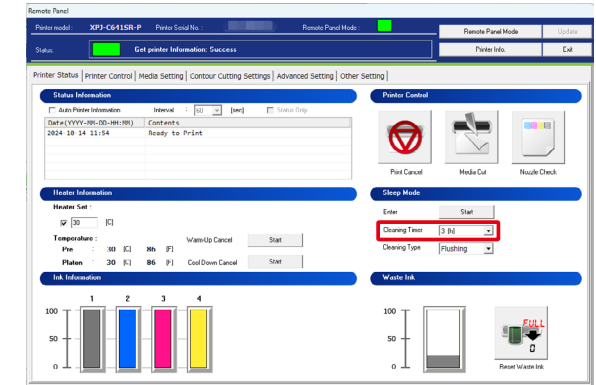 Remote Panel
Printer model : XPJ-C641SR-P Printer Serial No. : Remote Panel Mode : Remote Panel Mode Update
Status: Get printer Information: Success Printer Info. Exit
Printer Status Printer Control Media Setting Contour Cutting Settings Advanced Setting Other Setting
Status Information Printer Control
Auto Printer Information Interval : 60 [sec] Status Only
Date(YYYY-MM-DD-HH:MM) Contents
2024-10-14 11:54 Ready to Print
Print Cancel Media Cut Nozzle Check
Heater Information Sleep Mode
Heater Set : Enter Start
30 [C] Cleaning Timer 3 [h]
Temperature : Warm-Up Cancel Start Cleaning Type Flushing
Pre : 30 [C] 86 [F]
Platen : 30 [C] 86 [F] Cool Down Cancel Start
Ink Information Waste Ink
1 2 3 4
100 100
50 50 FULL
0 0 0
Reset Waste Ink